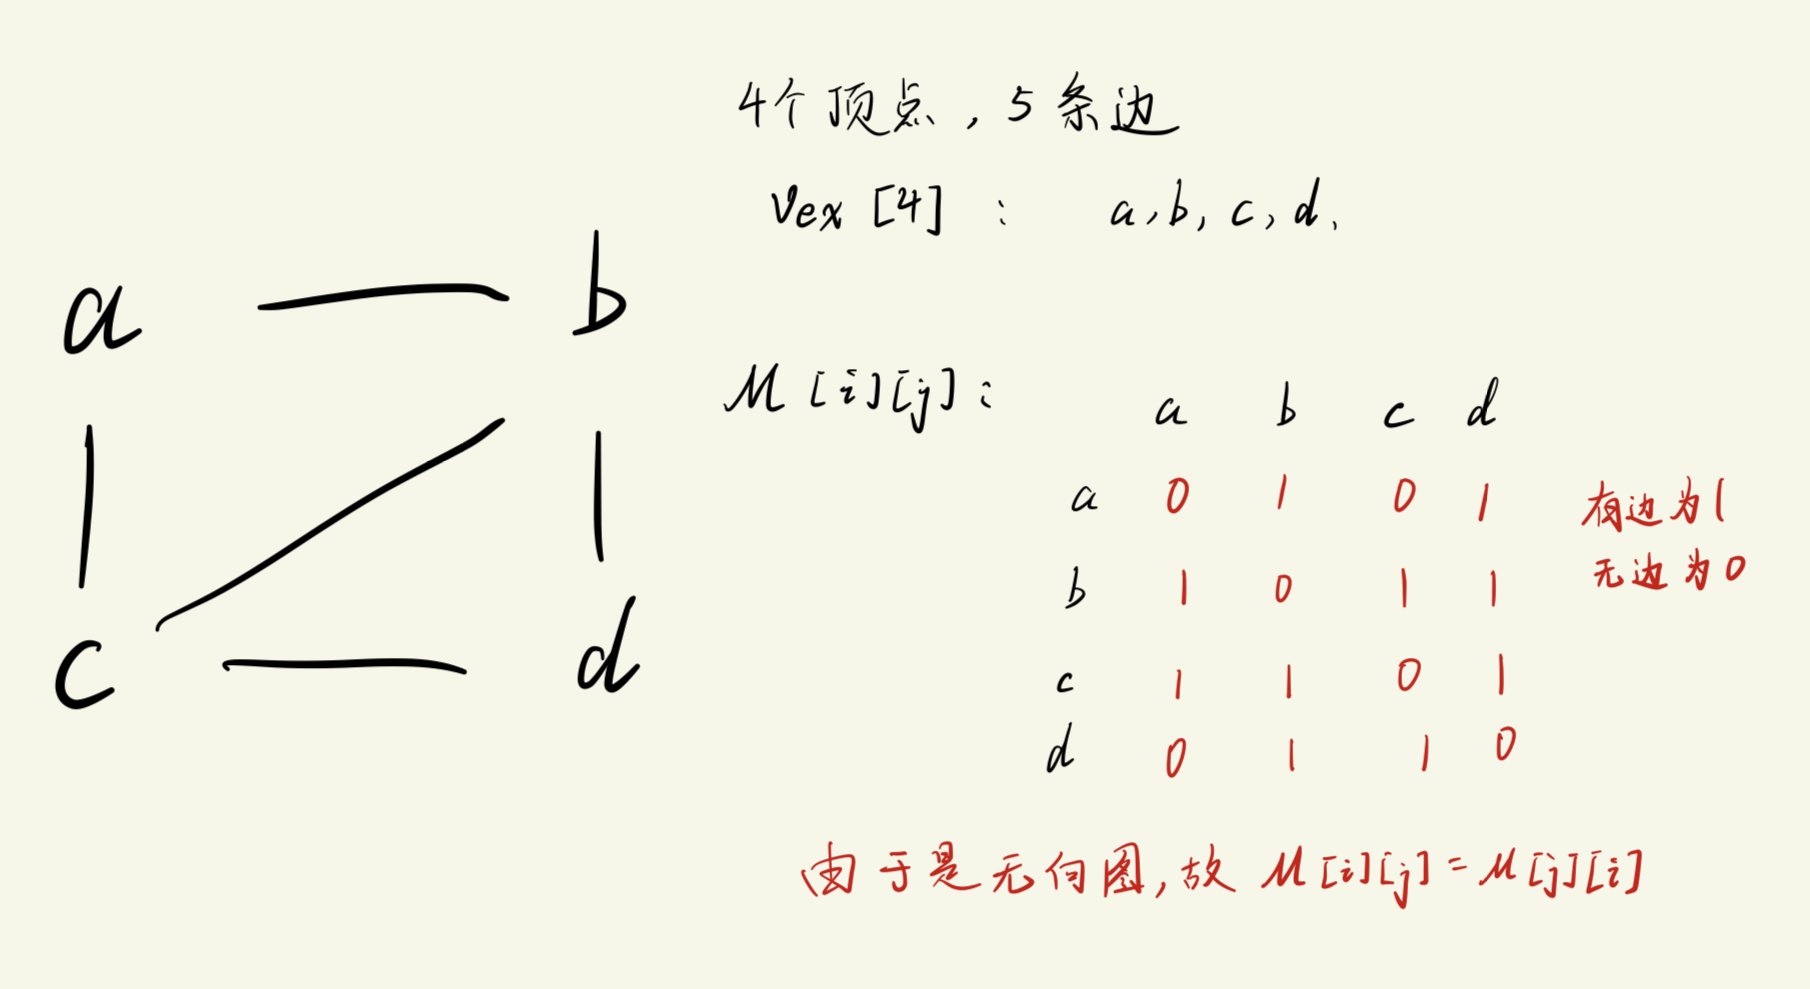 4个顶点,5条边
Vex [4] : a,b,c,d、
a b
c d
M [i][j]:
a b c d
a 0 1 0 1
b 1 0 1 1
c 1 1 0 1
d 0 1 1 0
有边为1
无边为0
由于是无向图,故 M[i][j]=M[j][i]